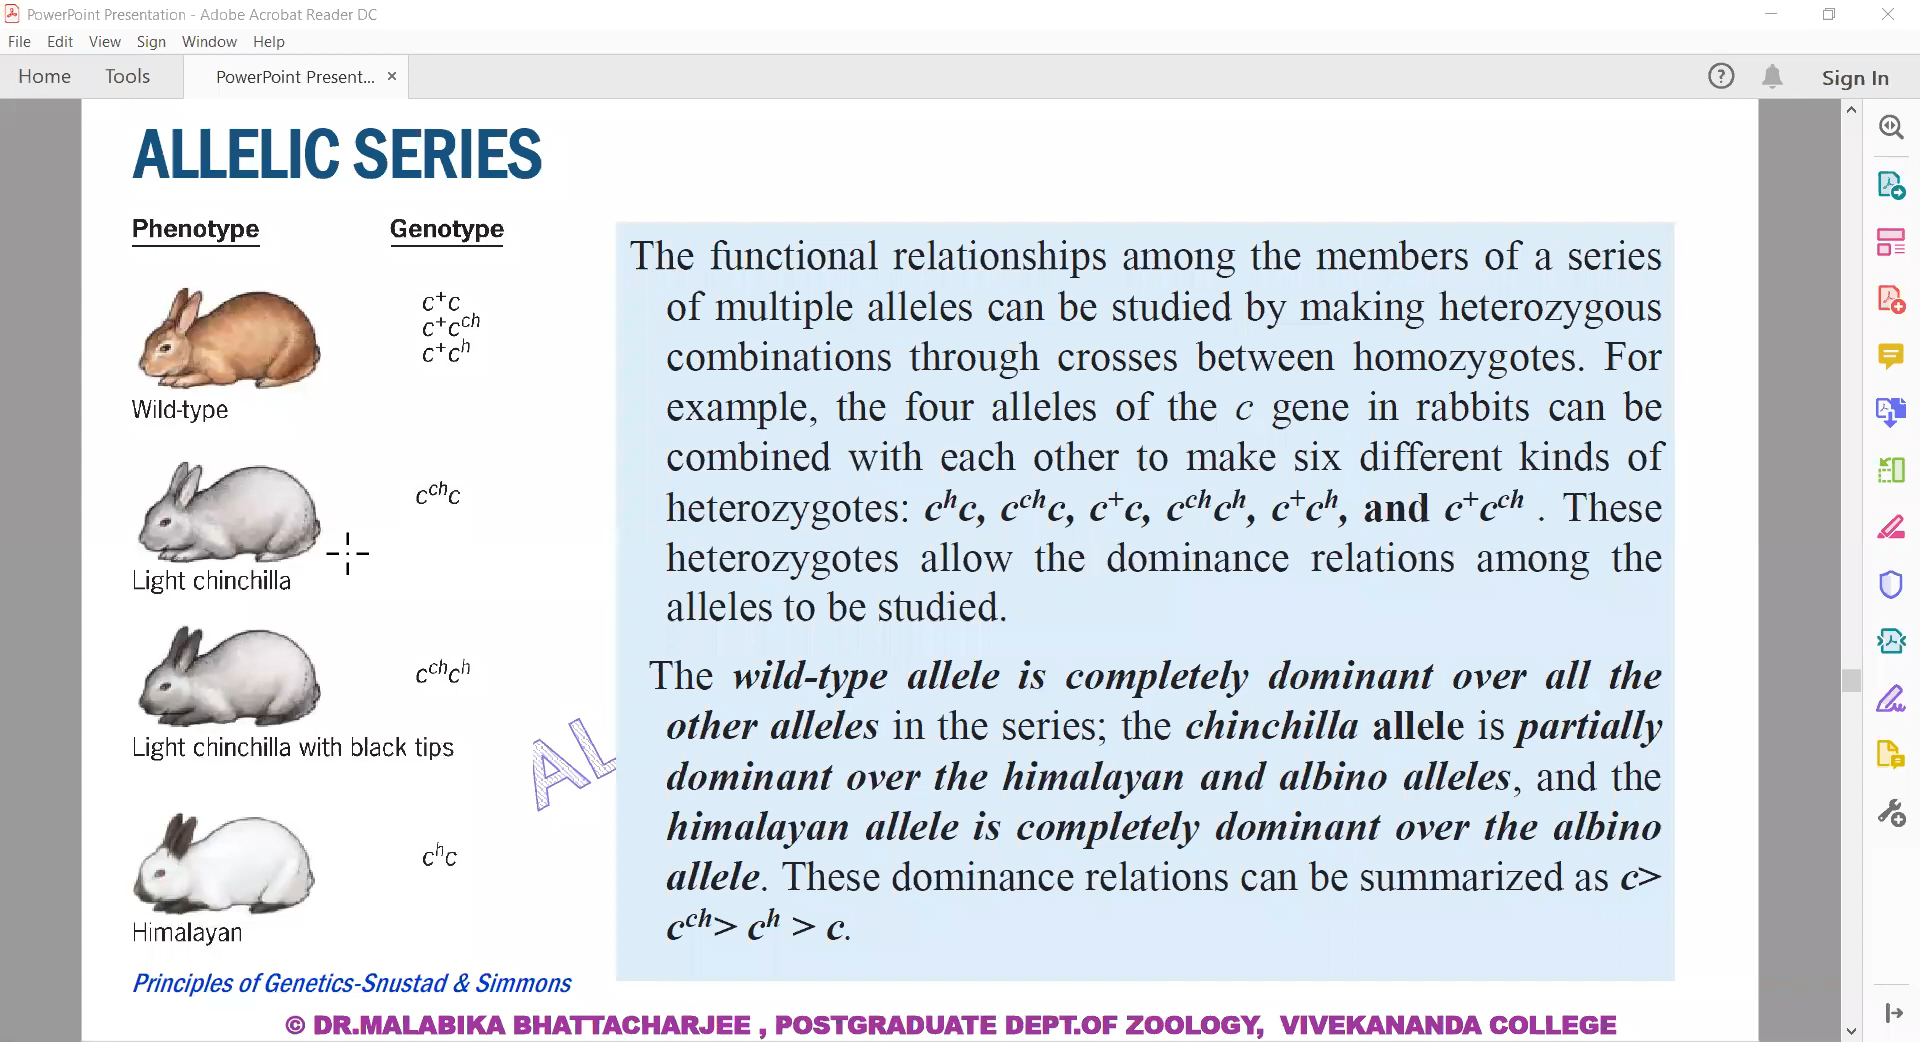 PowerPoint Presentation - Adobe Acrobat Reader DC
File Edit View Sign Window Help
Home Tools PowerPoint Present... × ? Sign In
ALLELIC SERIES
Phenotype Genotype
c⁺c
c⁺cᶜʰ
c⁺cʰ
Wild-type
cᶜʰc
Light chinchilla
cᶜʰcʰ
Light chinchilla with black tips
cʰc
Himalayan
Principles of Genetics-Snustad & Simmons
AL
The functional relationships among the members of a series
of multiple alleles can be studied by making heterozygous
combinations through crosses between homozygotes. For
example, the four alleles of the c gene in rabbits can be
combined with each other to make six different kinds of
heterozygotes: cʰc, cᶜʰc, c⁺c, cᶜʰcʰ, c⁺cʰ, and c⁺cᶜʰ . These
heterozygotes allow the dominance relations among the
alleles to be studied.
The wild-type allele is completely dominant over all the
other alleles in the series; the chinchilla allele is partially
dominant over the himalayan and albino alleles, and the
himalayan allele is completely dominant over the albino
allele. These dominance relations can be summarized as c>
cᶜʰ> cʰ > c.
© DR.MALABIKA BHATTACHARJEE , POSTGRADUATE DEPT.OF ZOOLOGY, VIVEKANANDA COLLEGE